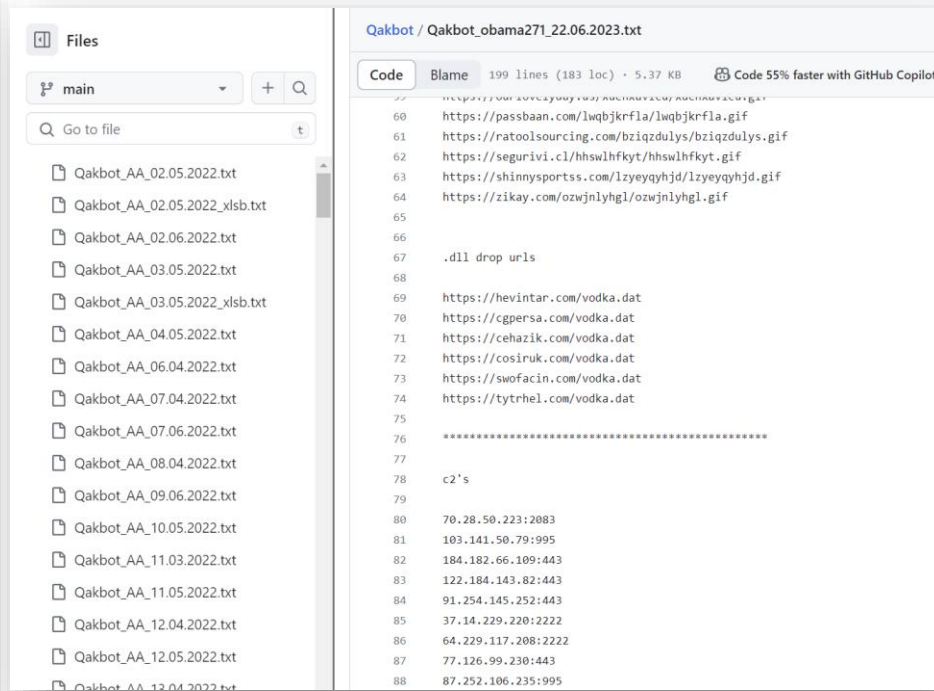 Files
main
Go to file
t
Qakbot_AA_02.05.2022.txt
Qakbot_AA_02.05.2022_xlsb.txt
Qakbot_AA_02.06.2022.txt
Qakbot_AA_03.05.2022.txt
Qakbot_AA_03.05.2022_xlsb.txt
Qakbot_AA_04.05.2022.txt
Qakbot_AA_06.04.2022.txt
Qakbot_AA_07.04.2022.txt
Qakbot_AA_07.06.2022.txt
Qakbot_AA_08.04.2022.txt
Qakbot_AA_09.06.2022.txt
Qakbot_AA_10.05.2022.txt
Qakbot_AA_11.03.2022.txt
Qakbot_AA_11.05.2022.txt
Qakbot_AA_12.04.2022.txt
Qakbot_AA_12.05.2022.txt
Qakbot_AA_13.04.2022.txt
Qakbot / Qakbot_obama271_22.06.2023.txt
Code Blame 199 lines (183 loc) · 5.37 KB Code 55% faster with GitHub Copilot
60 https://passbaan.com/lwqbjkrfla/lwqbjkrfla.gif
61 https://ratoolsourcing.com/bziqzdulys/bziqzdulys.gif
62 https://segurivi.cl/hhswlhfkyt/hhswlhfkyt.gif
63 https://shinnysportss.com/lzyeyqyhjd/lzyeyqyhjd.gif
64 https://zikay.com/ozwjnlyhgl/ozwjnlyhgl.gif
65
66
67 .dll drop urls
68
69 https://hevintar.com/vodka.dat
70 https://cgpersa.com/vodka.dat
71 https://cehazik.com/vodka.dat
72 https://cosiruk.com/vodka.dat
73 https://swofacin.com/vodka.dat
74 https://tytrhel.com/vodka.dat
75
76 *************************************************
77
78 c2's
79
80 70.28.50.223:2083
81 103.141.50.79:995
82 184.182.66.109:443
83 122.184.143.82:443
84 91.254.145.252:443
85 37.14.229.220:2222
86 64.229.117.208:2222
87 77.126.99.230:443
88 87.252.106.235:995